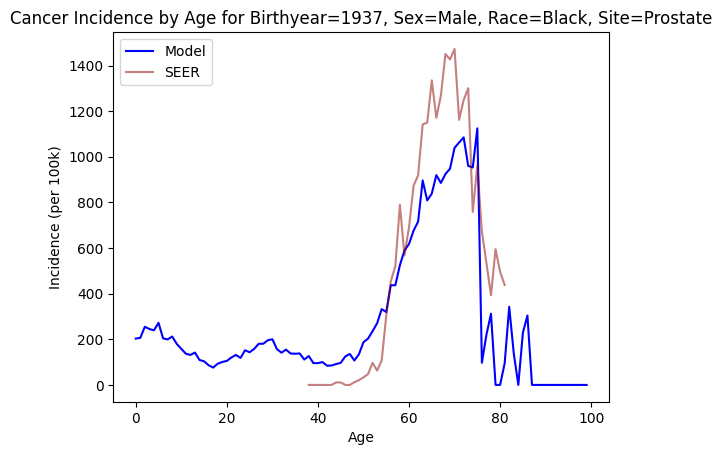 Cancer Incidence by Age for Birthyear=1937, Sex=Male, Race=Black, Site=Prostate
Model
SEER
Incidence (per 100k)
1400
1200
1000
800
600
400
200
0
0 20 40 60 80 100
Age